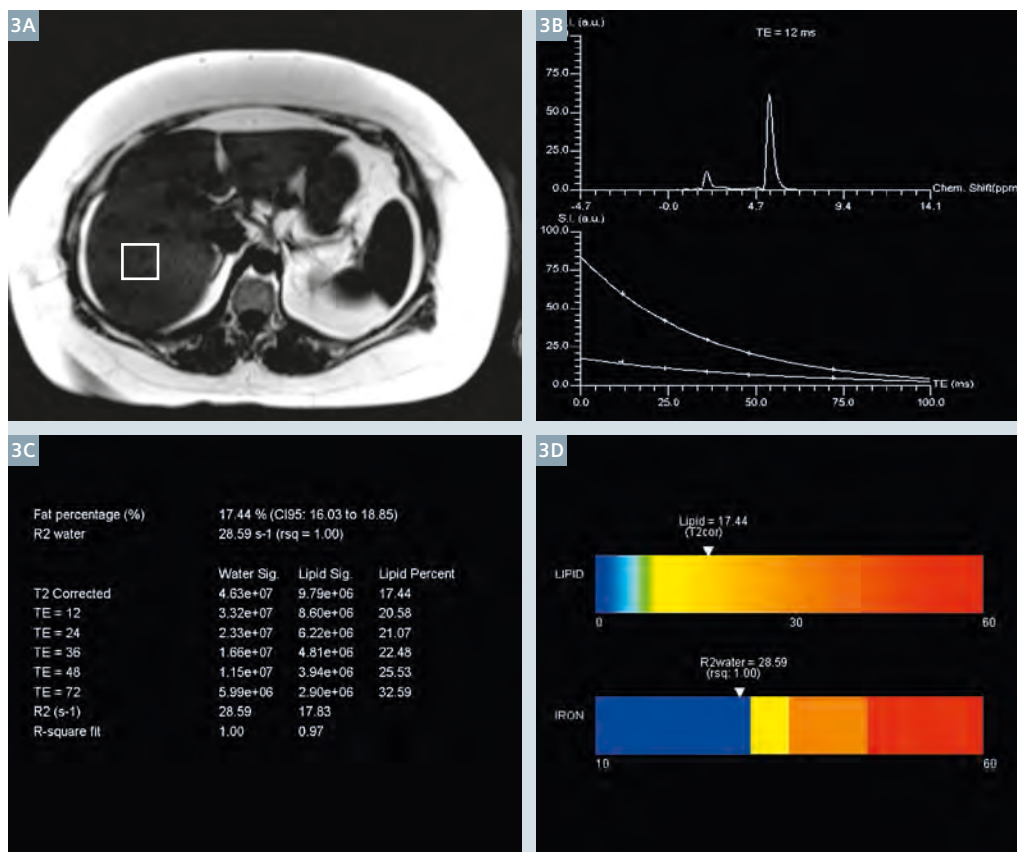 3A
3B
S.I. (a.u.)
TE = 12 ms
75.0
50.0
25.0
0.0
Chem. Shift(ppm
-4.7 -0.0 4.7 9.4 14.1
S.I. (a.u.)
100.0
75.0
50.0
25.0
0.0
TE (ms)
0.0 25.0 50.0 75.0 100.0
3C
Fat percentage (%) 17.44 % (CI95: 16.03 to 18.85)
R2 water 28.59 s-1 (rsq = 1.00)
Water Sig. Lipid Sig. Lipid Percent
T2 Corrected 4.63e+07 9.79e+06 17.44
TE = 12 3.32e+07 8.60e+06 20.58
TE = 24 2.33e+07 6.22e+06 21.07
TE = 36 1.66e+07 4.81e+06 22.48
TE = 48 1.15e+07 3.94e+06 25.53
TE = 72 5.99e+06 2.90e+06 32.59
R2 (s-1) 28.59 17.83
R-square fit 1.00 0.97
3D
Lipid = 17.44
(T2cor)
LIPID
0 30 60
R2water = 28.59
(rsq: 1.00)
IRON
10 60